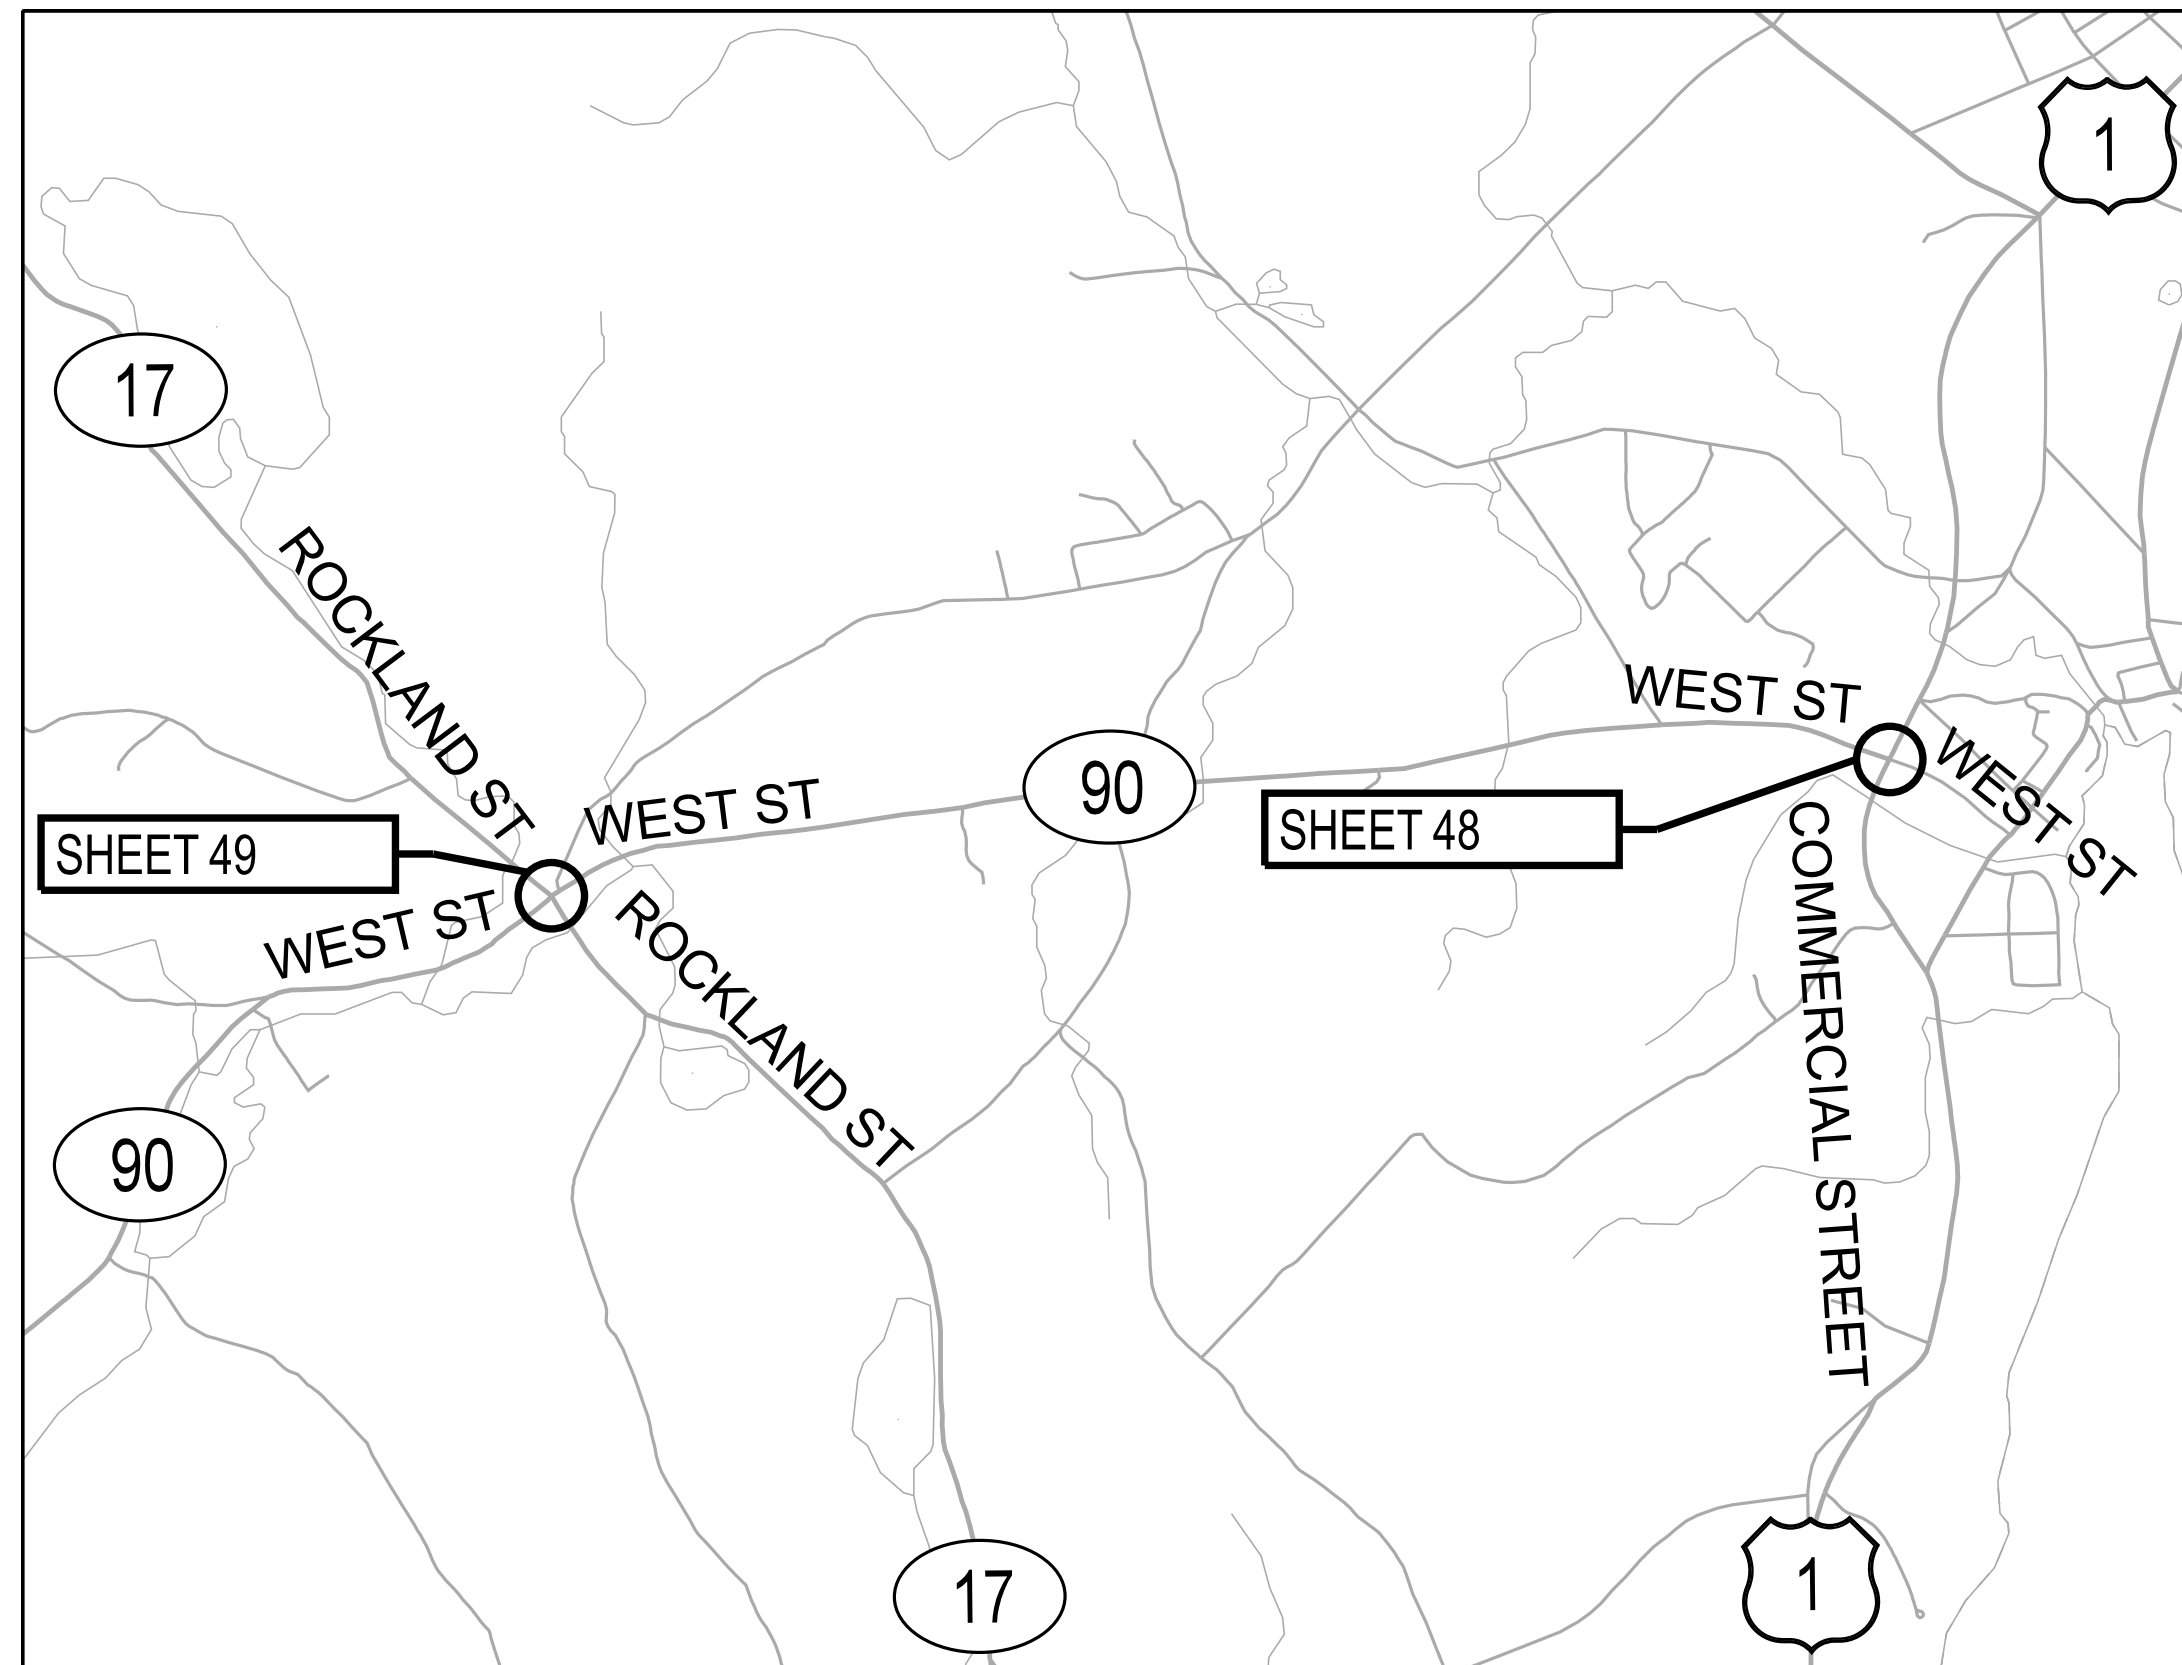 1
17
ROCKLAND ST
WEST ST
WEST ST
90
WEST ST
SHEET 49
SHEET 48
WEST ST
ROCKLAND ST
COMMERCIAL STREET
90
17
1